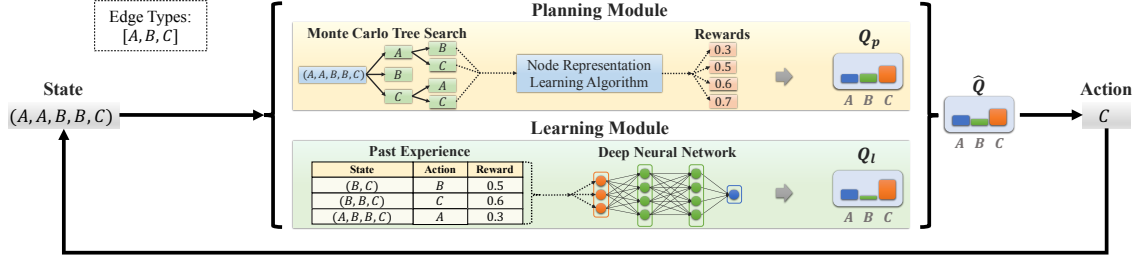 Edge Types:
[A, B, C]
State
(A, A, B, B, C)
Planning Module
Monte Carlo Tree Search
(A, A, B, B, C)
A
B
C
B
C
A
C
Node Representation
Learning Algorithm
Rewards
0.3
0.5
0.6
0.7
Q_p
A B C
Learning Module
Past Experience
State Action Reward
(B, C) B 0.5
(B, B, C) C 0.6
(A, B, B, C) A 0.3
Deep Neural Network
Q_l
A B C
Q̂
A B C
Action
C